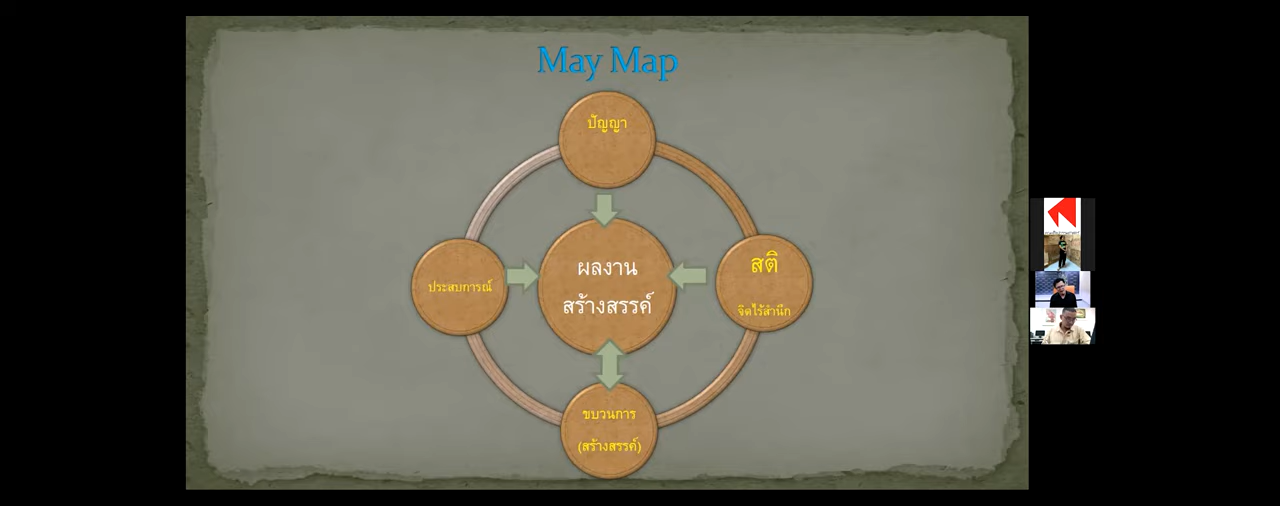 May Map
ปัญญา
ประสบการณ์
ผลงาน
สร้างสรรค์
สติ
จิตไร้สำนึก
ขบวนการ
(สร้างสรรค์)